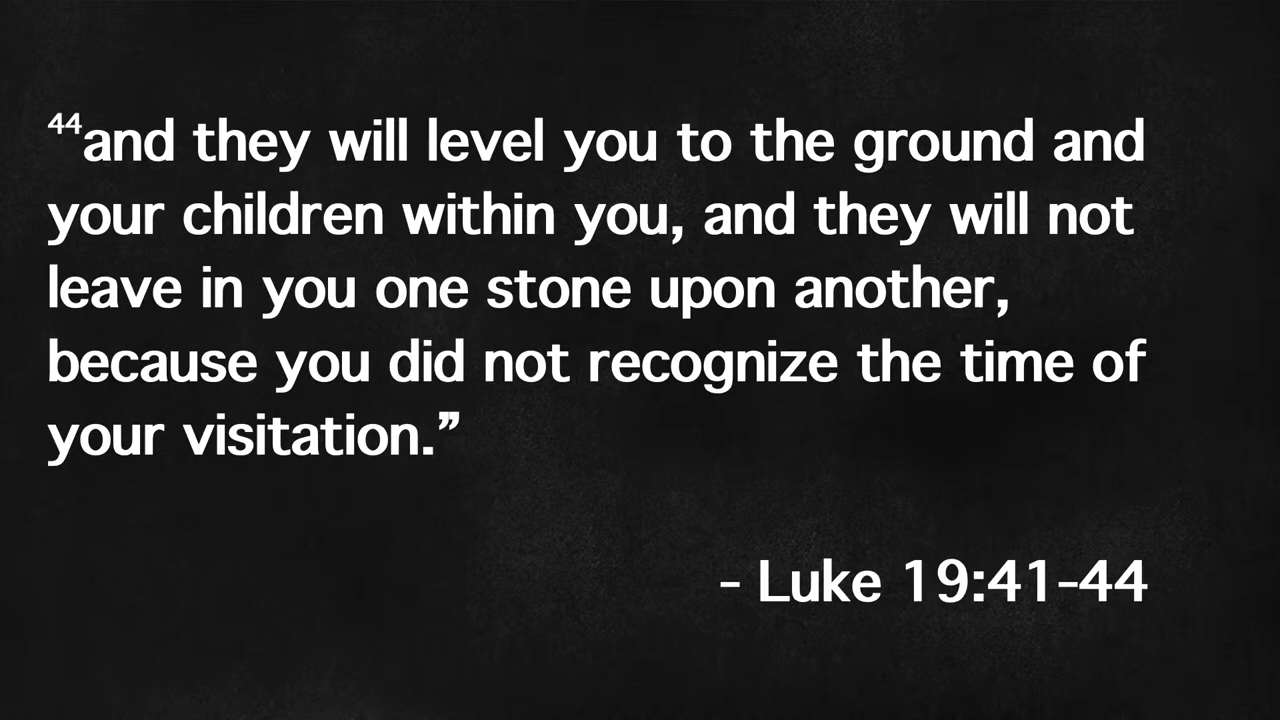 44and they will level you to the ground and
your children within you, and they will not
leave in you one stone upon another,
because you did not recognize the time of
your visitation.”
– Luke 19:41–44